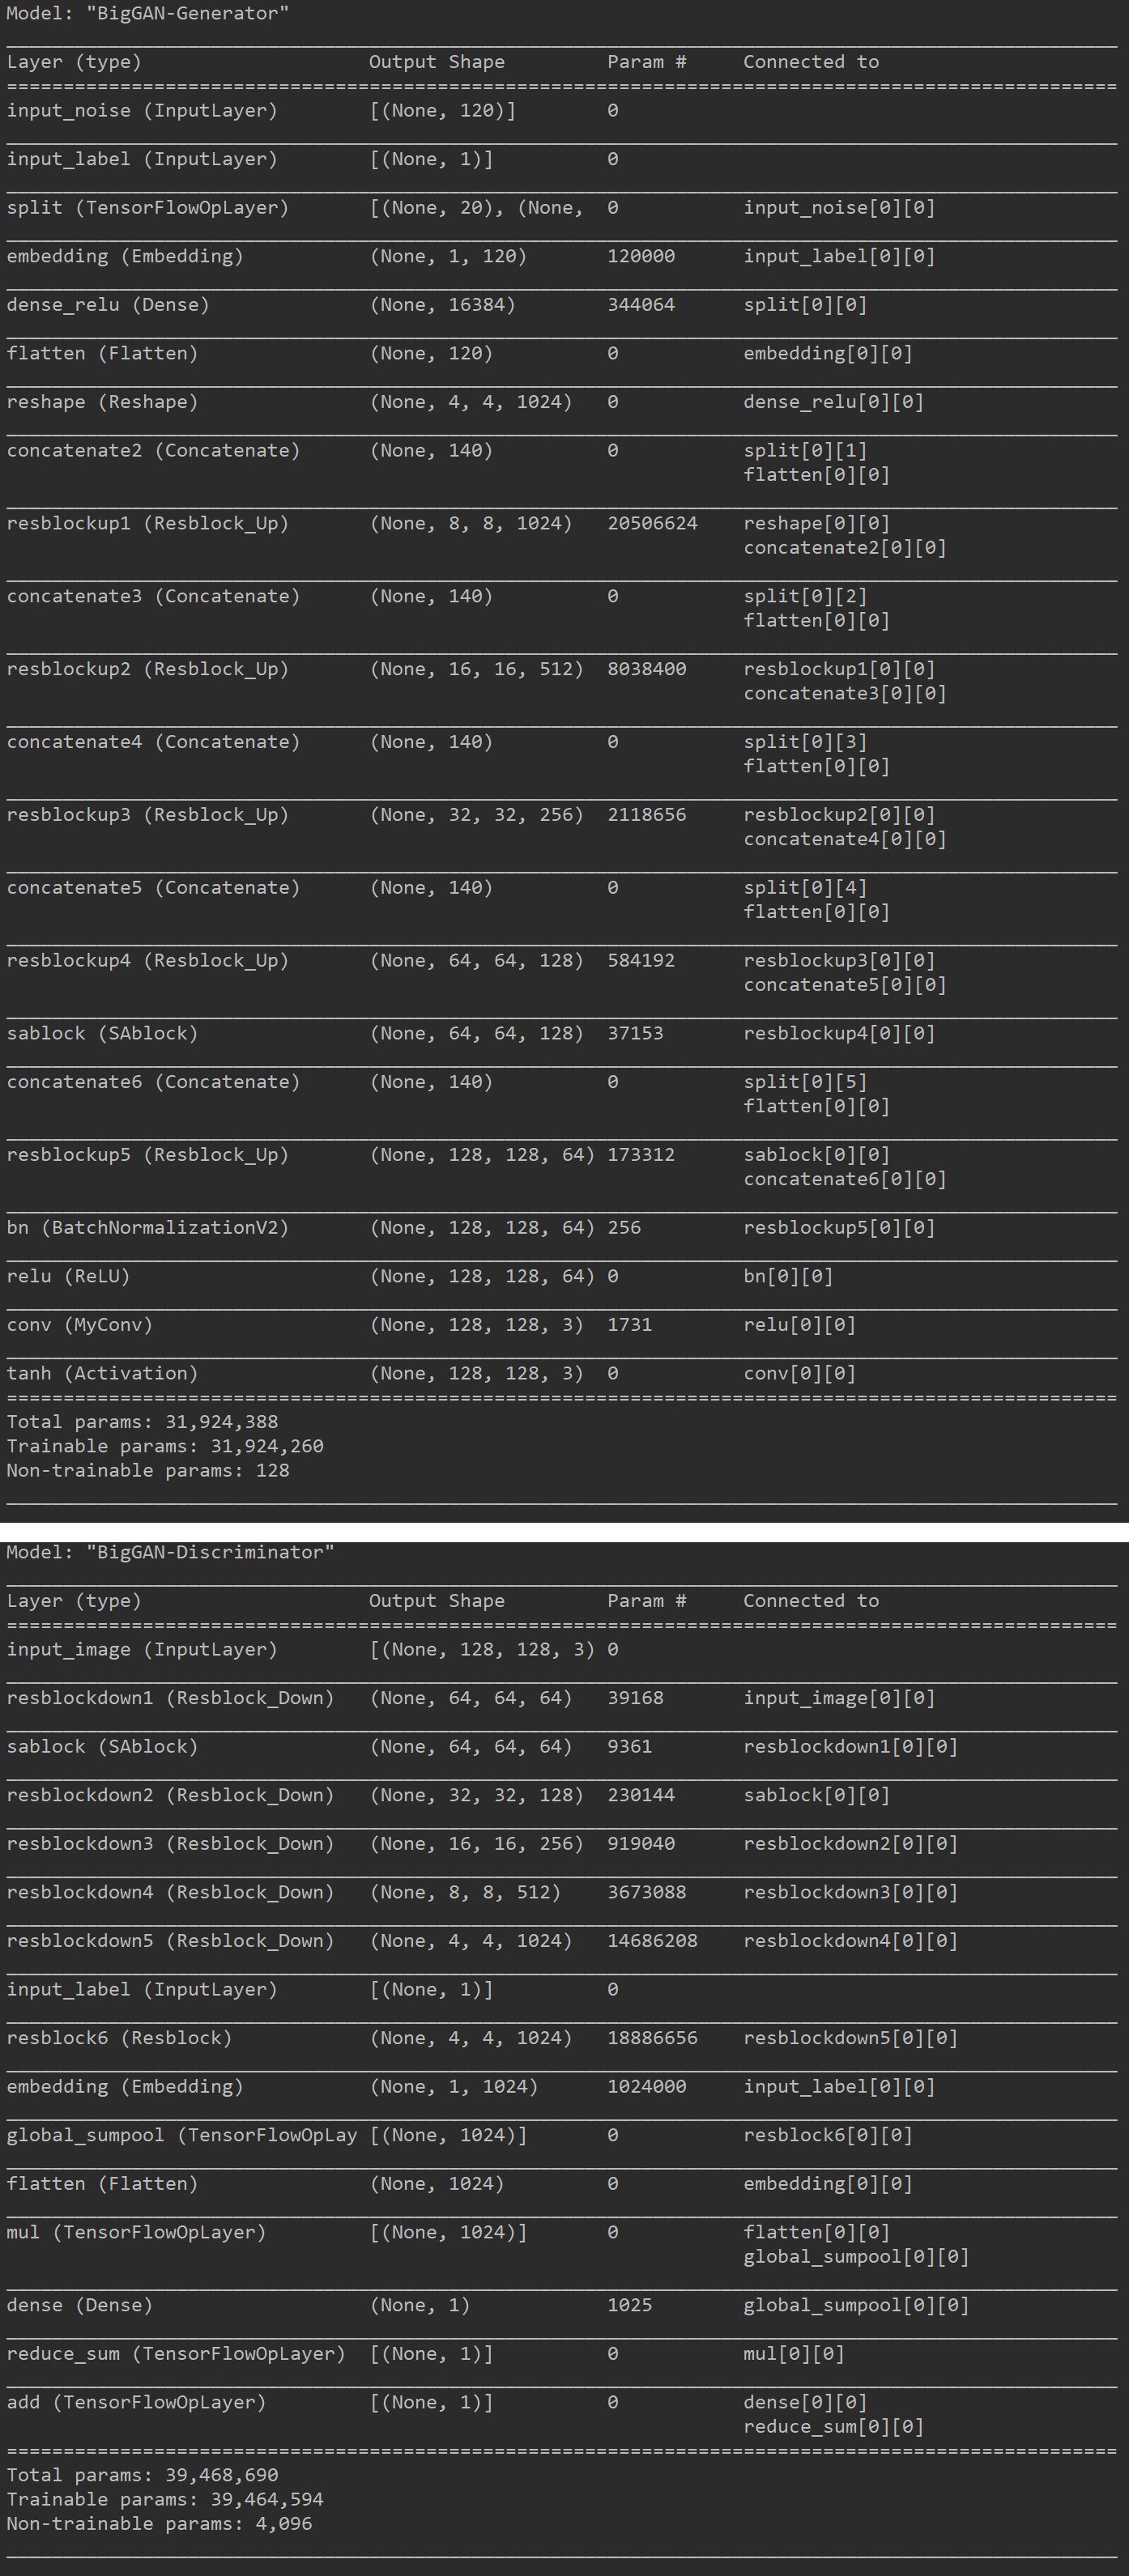 Model: "BigGAN-Generator"
Layer (type) Output Shape Param # Connected to
input_noise (InputLayer) [(None, 120)] 0
input_label (InputLayer) [(None, 1)] 0
split (TensorFlowOpLayer) [(None, 20), (None, 0 input_noise[0][0]
embedding (Embedding) (None, 1, 120) 120000 input_label[0][0]
dense_relu (Dense) (None, 16384) 344064 split[0][0]
flatten (Flatten) (None, 120) 0 embedding[0][0]
reshape (Reshape) (None, 4, 4, 1024) 0 dense_relu[0][0]
concatenate2 (Concatenate) (None, 140) 0 split[0][1]
flatten[0][0]
resblockup1 (Resblock_Up) (None, 8, 8, 1024) 20506624 reshape[0][0]
concatenate2[0][0]
concatenate3 (Concatenate) (None, 140) 0 split[0][2]
flatten[0][0]
resblockup2 (Resblock_Up) (None, 16, 16, 512) 8038400 resblockup1[0][0]
concatenate3[0][0]
concatenate4 (Concatenate) (None, 140) 0 split[0][3]
flatten[0][0]
resblockup3 (Resblock_Up) (None, 32, 32, 256) 2118656 resblockup2[0][0]
concatenate4[0][0]
concatenate5 (Concatenate) (None, 140) 0 split[0][4]
flatten[0][0]
resblockup4 (Resblock_Up) (None, 64, 64, 128) 584192 resblockup3[0][0]
concatenate5[0][0]
sablock (SAblock) (None, 64, 64, 128) 37153 resblockup4[0][0]
concatenate6 (Concatenate) (None, 140) 0 split[0][5]
flatten[0][0]
resblockup5 (Resblock_Up) (None, 128, 128, 64) 173312 sablock[0][0]
concatenate6[0][0]
bn (BatchNormalizationV2) (None, 128, 128, 64) 256 resblockup5[0][0]
relu (ReLU) (None, 128, 128, 64) 0 bn[0][0]
conv (MyConv) (None, 128, 128, 3) 1731 relu[0][0]
tanh (Activation) (None, 128, 128, 3) 0 conv[0][0]
Total params: 31,924,388
Trainable params: 31,924,260
Non-trainable params: 128
Model: "BigGAN-Discriminator"
Layer (type) Output Shape Param # Connected to
input_image (InputLayer) [(None, 128, 128, 3) 0
resblockdown1 (Resblock_Down) (None, 64, 64, 64) 39168 input_image[0][0]
sablock (SAblock) (None, 64, 64, 64) 9361 resblockdown1[0][0]
resblockdown2 (Resblock_Down) (None, 32, 32, 128) 230144 sablock[0][0]
resblockdown3 (Resblock_Down) (None, 16, 16, 256) 919040 resblockdown2[0][0]
resblockdown4 (Resblock_Down) (None, 8, 8, 512) 3673088 resblockdown3[0][0]
resblockdown5 (Resblock_Down) (None, 4, 4, 1024) 14686208 resblockdown4[0][0]
input_label (InputLayer) [(None, 1)] 0
resblock6 (Resblock) (None, 4, 4, 1024) 18886656 resblockdown5[0][0]
embedding (Embedding) (None, 1, 1024) 1024000 input_label[0][0]
global_sumpool (TensorFlowOpLay [(None, 1024)] 0 resblock6[0][0]
flatten (Flatten) (None, 1024) 0 embedding[0][0]
mul (TensorFlowOpLayer) [(None, 1024)] 0 flatten[0][0]
global_sumpool[0][0]
dense (Dense) (None, 1) 1025 global_sumpool[0][0]
reduce_sum (TensorFlowOpLayer) [(None, 1)] 0 mul[0][0]
add (TensorFlowOpLayer) [(None, 1)] 0 dense[0][0]
reduce_sum[0][0]
Total params: 39,468,690
Trainable params: 39,464,594
Non-trainable params: 4,096